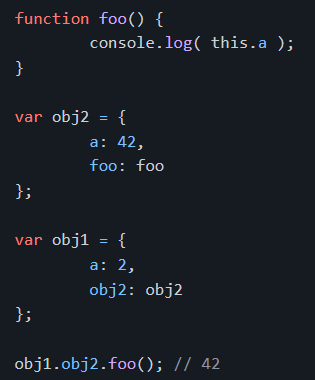 function foo() {
        console.log( this.a );
}

var obj2 = {
        a: 42,
        foo: foo
};

var obj1 = {
        a: 2,
        obj2: obj2
};

obj1.obj2.foo(); // 42